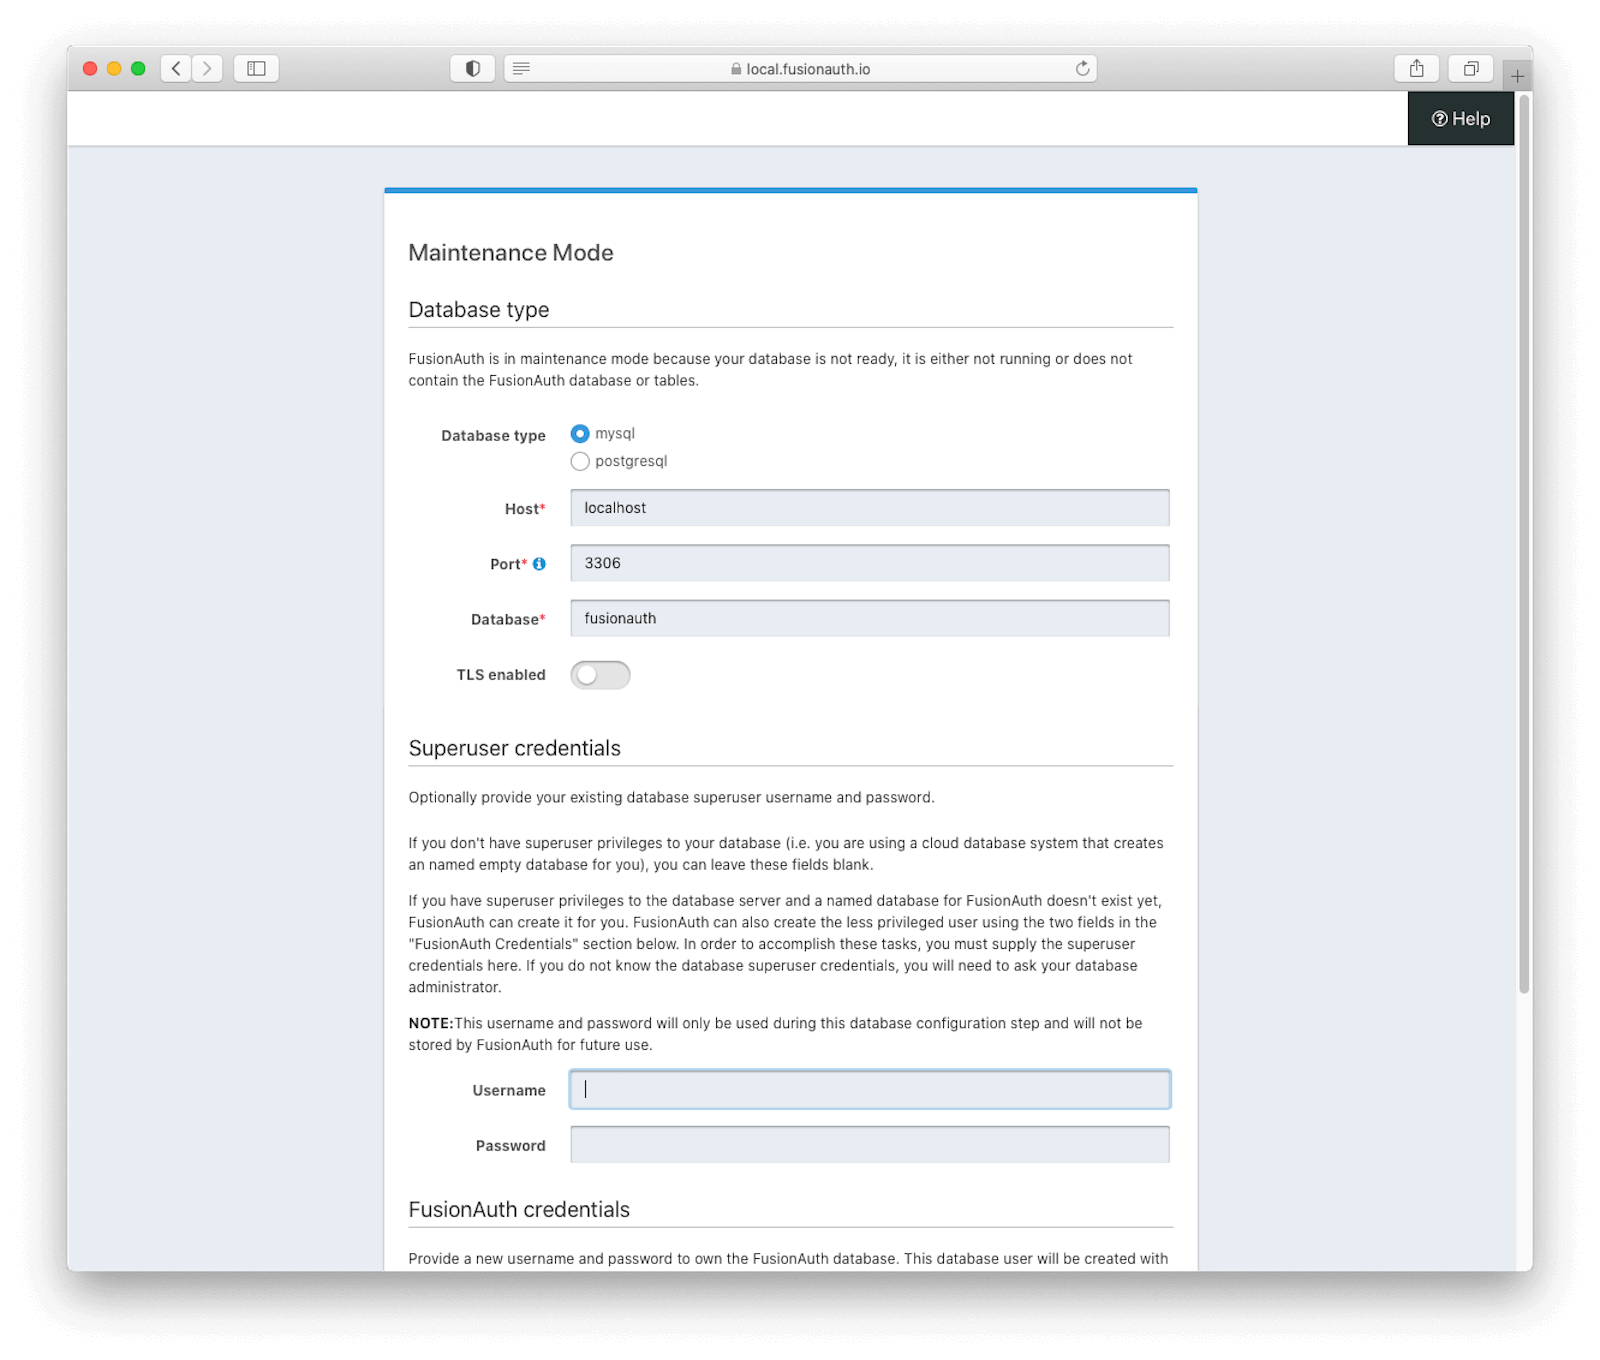 local.fusionauth.io
Help
Maintenance Mode
Database type
FusionAuth is in maintenance mode because your database is not ready, it is either not running or does not
contain the FusionAuth database or tables.
Database type
mysql
postgresql
Host* localhost
Port* 3306
Database* fusionauth
TLS enabled
Superuser credentials
Optionally provide your existing database superuser username and password.
If you don't have superuser privileges to your database (i.e. you are using a cloud database system that creates
an named empty database for you), you can leave these fields blank.
If you have superuser privileges to the database server and a named database for FusionAuth doesn't exist yet,
FusionAuth can create it for you. FusionAuth can also create the less privileged user using the two fields in the
"FusionAuth Credentials" section below. In order to accomplish these tasks, you must supply the superuser
credentials here. If you do not know the database superuser credentials, you will need to ask your database
administrator.
NOTE:This username and password will only be used during this database configuration step and will not be
stored by FusionAuth for future use.
Username
Password
FusionAuth credentials
Provide a new username and password to own the FusionAuth database. This database user will be created with